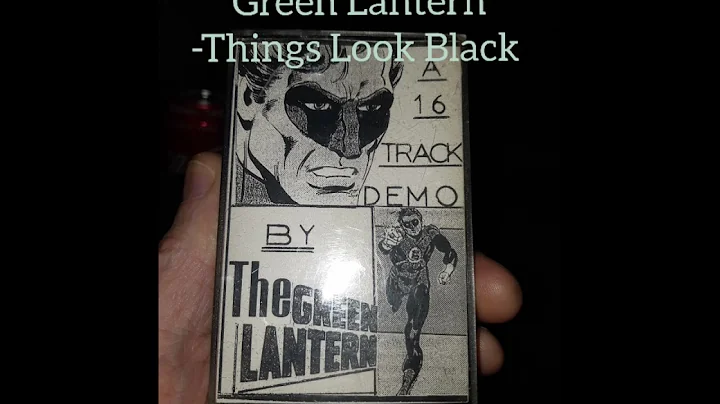 Green Lantern
-Things Look Black
A
16
TRACK
DEMO
BY
The GREEN
LANTERN